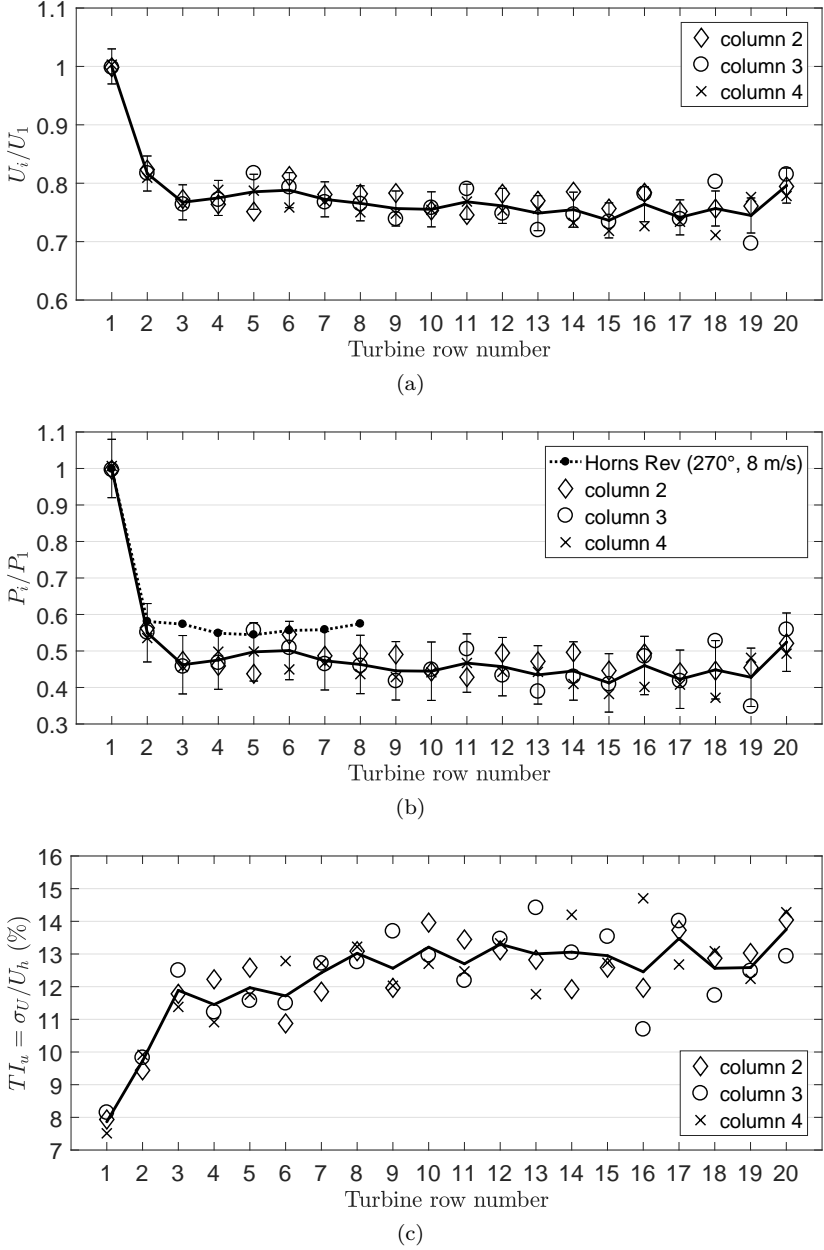 1.1
1
0.9
0.8
0.7
0.6
U_i/U_1
column 2
column 3
column 4
1 2 3 4 5 6 7 8 9 10 11 12 13 14 15 16 17 18 19 20
Turbine row number
(a)
1.1
1
0.9
0.8
0.7
0.6
0.5
0.4
0.3
P_i/P_1
Horns Rev (270°, 8 m/s)
column 2
column 3
column 4
1 2 3 4 5 6 7 8 9 10 11 12 13 14 15 16 17 18 19 20
Turbine row number
(b)
16
15
14
13
12
11
10
9
8
7
TI_u = σ_U/U_h (%)
column 2
column 3
column 4
1 2 3 4 5 6 7 8 9 10 11 12 13 14 15 16 17 18 19 20
Turbine row number
(c)